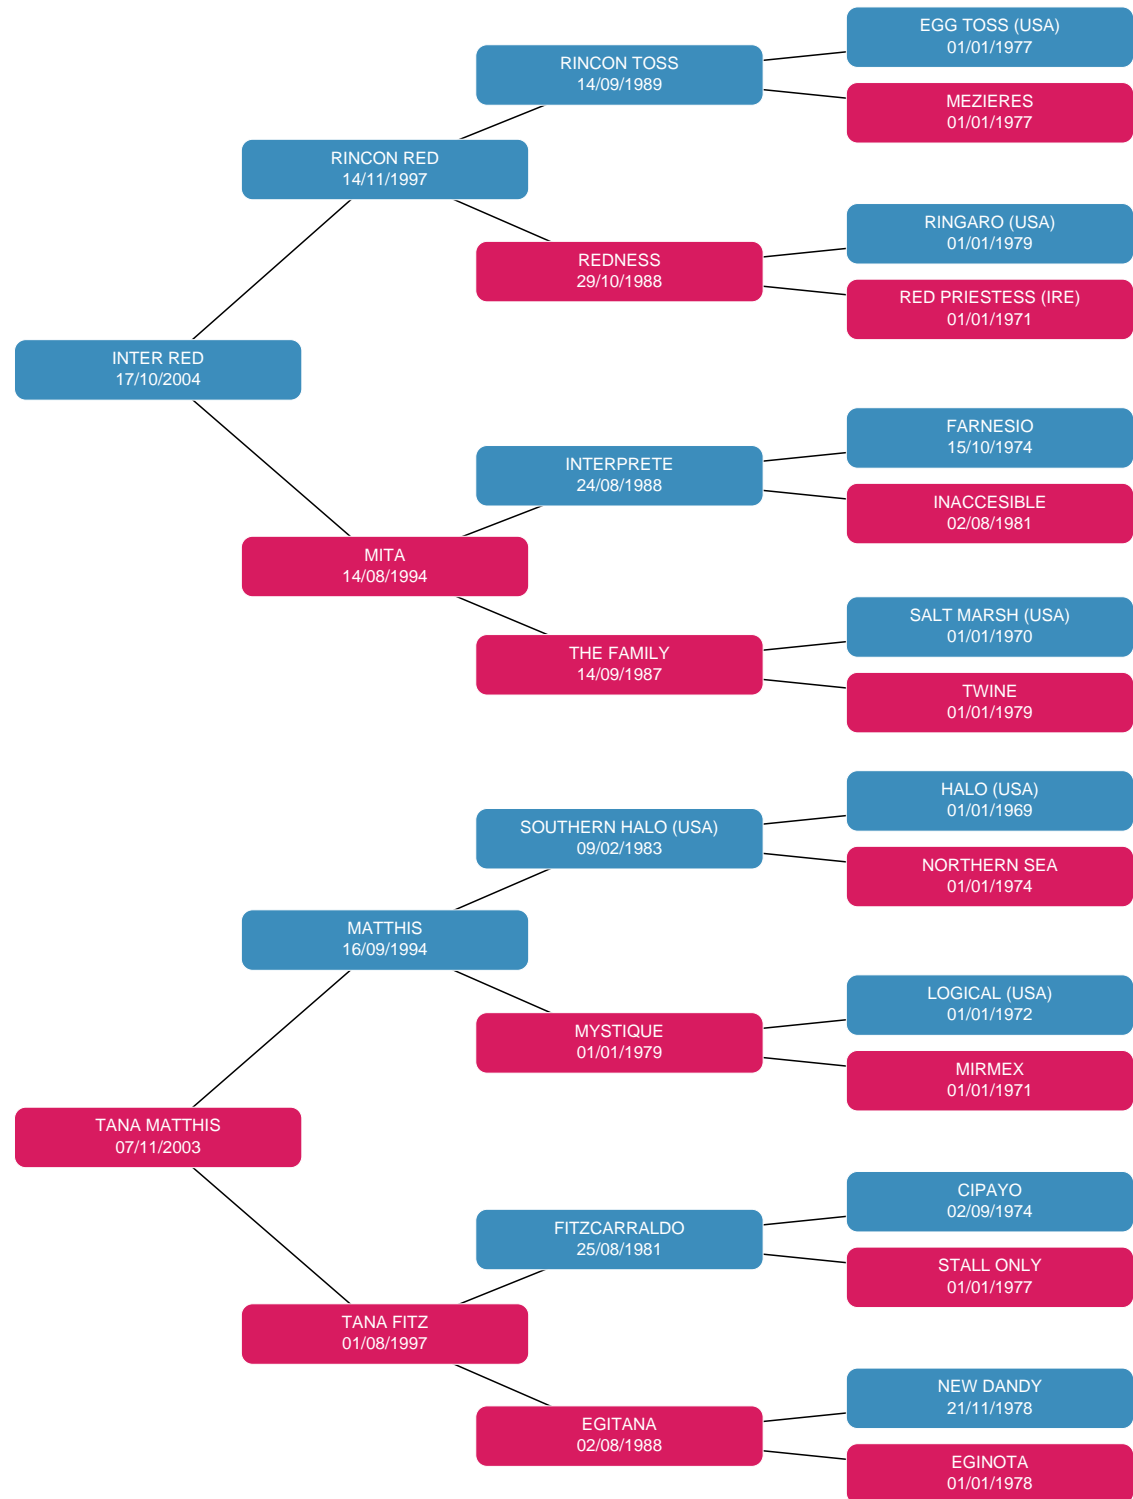 EGG TOSS (USA)
01/01/1977
RINCON TOSS
14/09/1989
MEZIERES
01/01/1977
RINCON RED
14/11/1997
RINGARO (USA)
01/01/1979
REDNESS
29/10/1988
RED PRIESTESS (IRE)
01/01/1971
INTER RED
17/10/2004
FARNESIO
15/10/1974
INTERPRETE
24/08/1988
INACCESIBLE
02/08/1981
MITA
14/08/1994
SALT MARSH (USA)
01/01/1970
THE FAMILY
14/09/1987
TWINE
01/01/1979
HALO (USA)
01/01/1969
SOUTHERN HALO (USA)
09/02/1983
NORTHERN SEA
01/01/1974
MATTHIS
16/09/1994
LOGICAL (USA)
01/01/1972
MYSTIQUE
01/01/1979
MIRMEX
01/01/1971
TANA MATTHIS
07/11/2003
CIPAYO
02/09/1974
FITZCARRALDO
25/08/1981
STALL ONLY
01/01/1977
TANA FITZ
01/08/1997
NEW DANDY
21/11/1978
EGITANA
02/08/1988
EGINOTA
01/01/1978